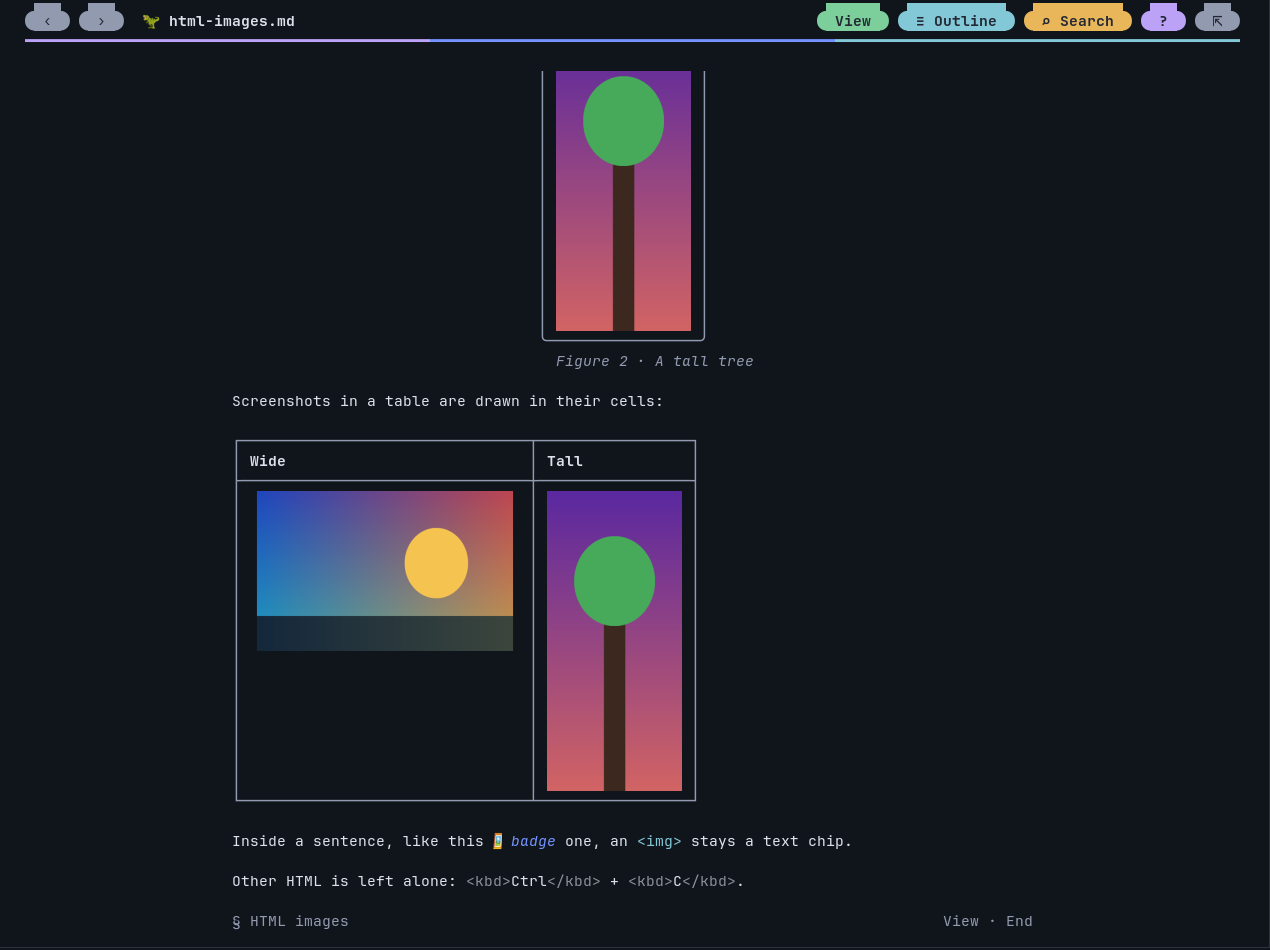 ‹ › html-images.md View Ξ Outline ⌕ Search ? ⇱
Figure 2 · A tall tree
Screenshots in a table are drawn in their cells:
Wide Tall
Inside a sentence, like this badge one, an <img> stays a text chip.
Other HTML is left alone: <kbd>Ctrl</kbd> + <kbd>C</kbd>.
§ HTML images View · End